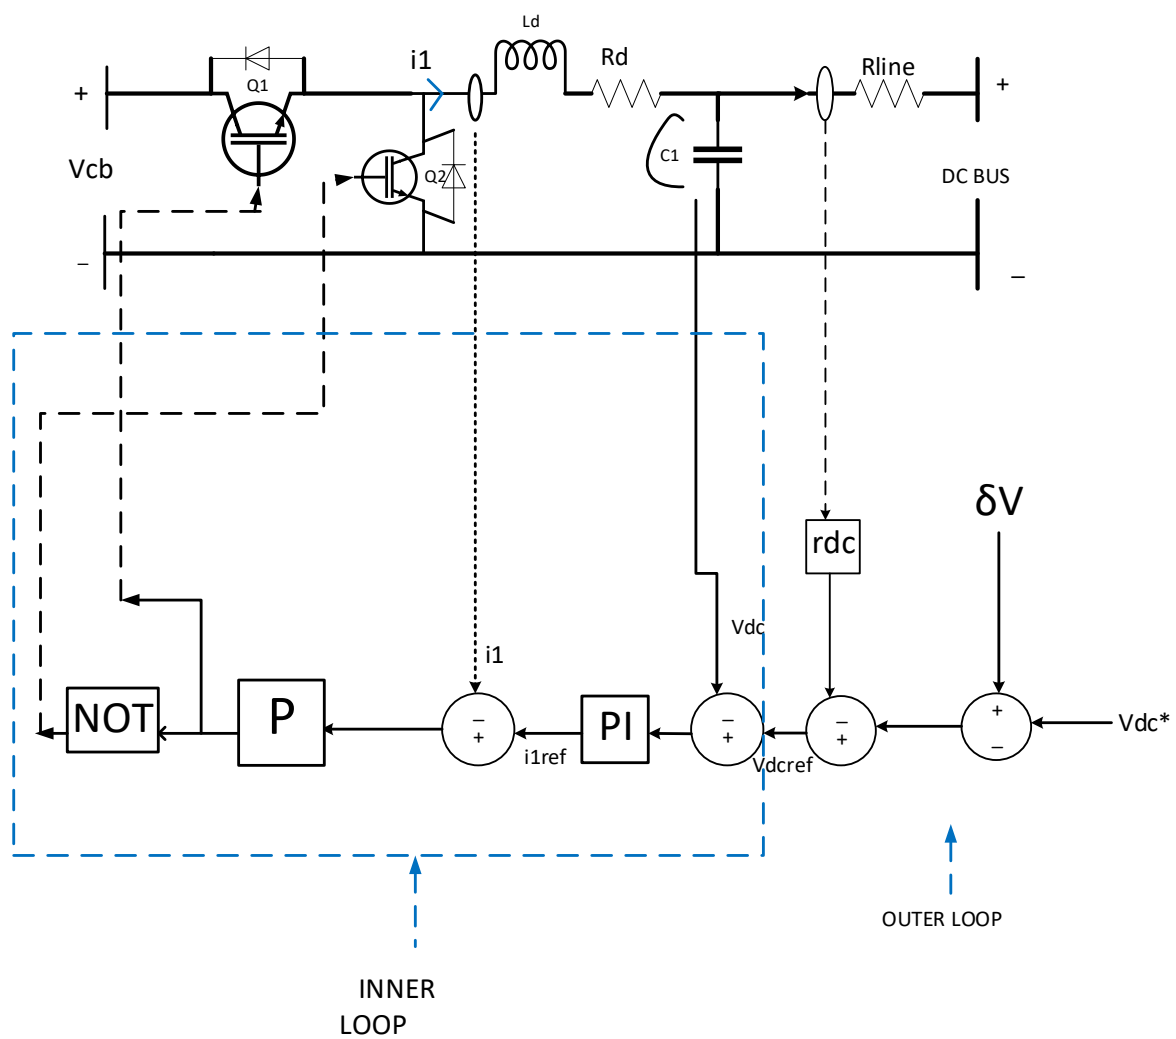 Ld
i1
Rd
Rline
Q1
+
+
Vcb
Q2
C1
DC BUS
–
–
δV
rdc
Vdc
i1
NOT
P
–
+
PI
–
+
–
+
+
–
Vdc*
i1ref
Vdcref
OUTER LOOP
INNER
LOOP